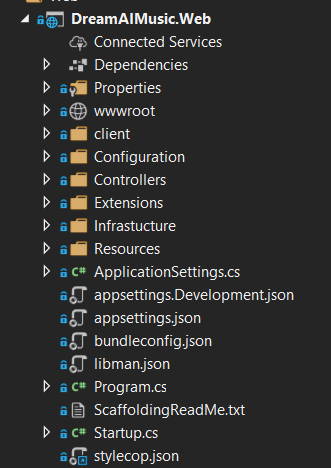 DreamAIMusic.Web
Connected Services
Dependencies
Properties
wwwroot
client
Configuration
Controllers
Extensions
Infrastucture
Resources
C# ApplicationSettings.cs
appsettings.Development.json
appsettings.json
bundleconfig.json
libman.json
C# Program.cs
ScaffoldingReadMe.txt
C# Startup.cs
stylecop.json